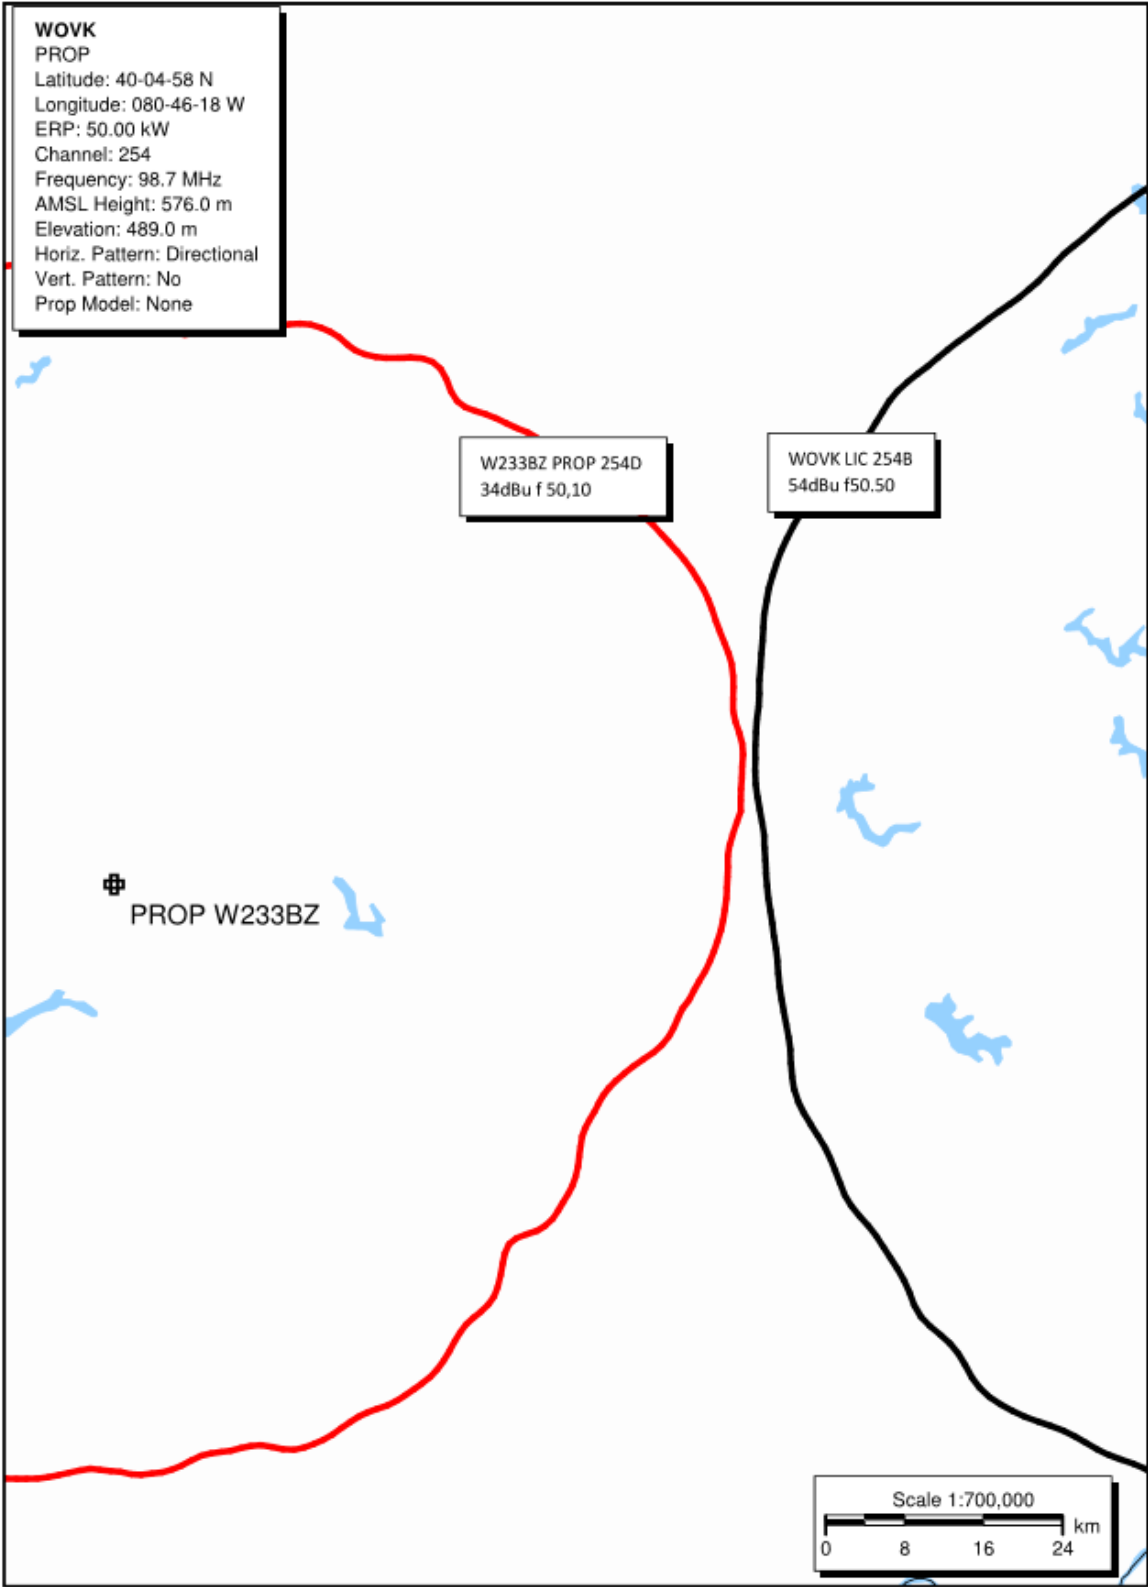 WOVK
PROP
Latitude: 40-04-58 N
Longitude: 080-46-18 W
ERP: 50.00 kW
Channel: 254
Frequency: 98.7 MHz
AMSL Height: 576.0 m
Elevation: 489.0 m
Horiz. Pattern: Directional
Vert. Pattern: No
Prop Model: None
W233BZ PROP 254D
34dBu f 50,10
WOVK LIC 254B
54dBu f50.50
PROP W233BZ
Scale 1:700,000
km
0 8 16 24